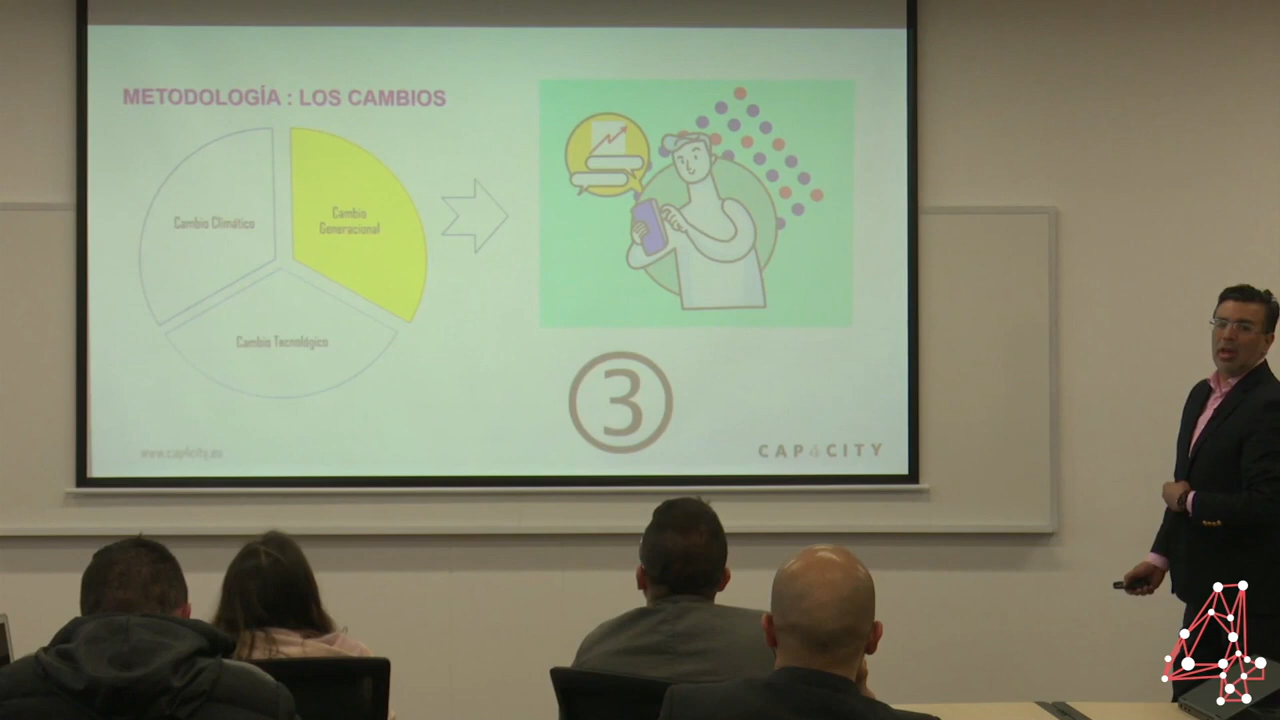 METODOLOGÍA : LOS CAMBIOS
Cambio Climático
Cambio
Generacional
Cambio Tecnológico
3
www.cap4city.eu
CAP4CITY